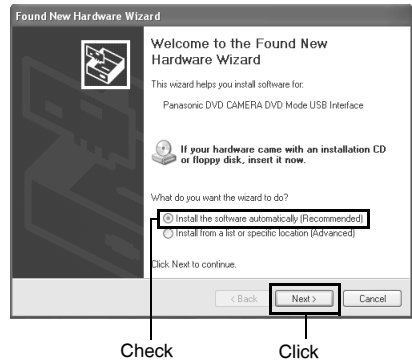 Found New Hardware Wizard
Welcome to the Found New
Hardware Wizard
This wizard helps you install software for:
Panasonic DVD CAMERA DVD Mode USB Interface
If your hardware came with an installation CD
or floppy disk, insert it now.
What do you want the wizard to do?
Install the software automatically (Recommended)
Install from a list or specific location (Advanced)
Click Next to continue.
< Back
Next >
Cancel
Check
Click